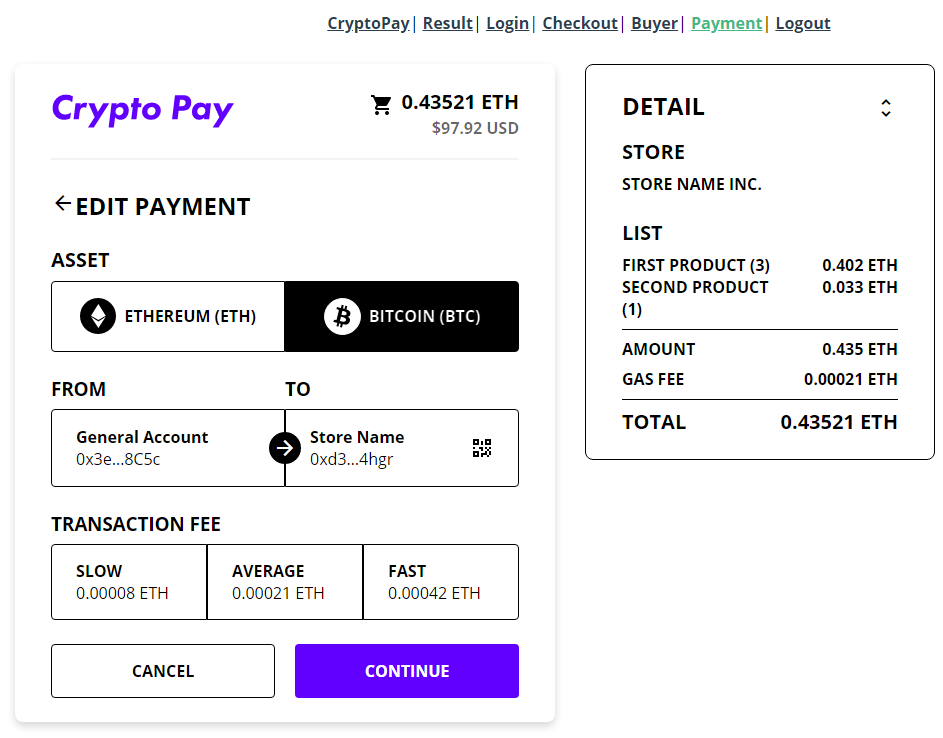 CryptoPay| Result| Login| Checkout| Buyer| Payment| Logout
Crypto Pay
0.43521 ETH
$97.92 USD
EDIT PAYMENT
ASSET
ETHEREUM (ETH)
BITCOIN (BTC)
FROM
TO
General Account
0x3e...8C5c
Store Name
0xd3...4hgr
TRANSACTION FEE
SLOW
0.00008 ETH
AVERAGE
0.00021 ETH
FAST
0.00042 ETH
CANCEL
CONTINUE
DETAIL
STORE
STORE NAME INC.
LIST
FIRST PRODUCT (3) 0.402 ETH
SECOND PRODUCT 0.033 ETH
(1)
AMOUNT 0.435 ETH
GAS FEE 0.00021 ETH
TOTAL 0.43521 ETH